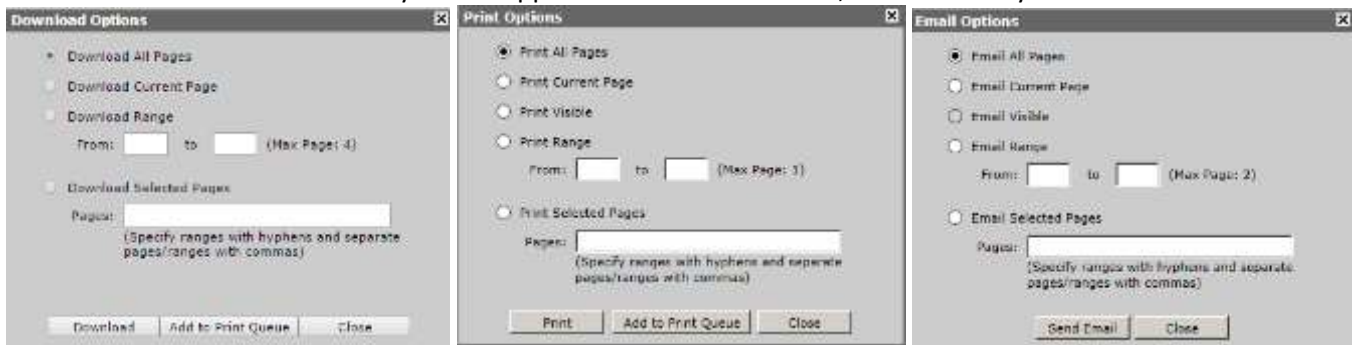 Download Options
Download All Pages
Download Current Page
Download Range
From: to (Max Page: 4)
Download Selected Pages
Pages:
(Specify ranges with hyphens and separate
pages/ranges with commas)
Download Add to Print Queue Close
Print Options
Print All Pages
Print Current Page
Print Visible
Print Range
From: to (Max Page: 3)
Print Selected Pages
Pages:
(Specify ranges with hyphens and seperate
pages/ranges with commas)
Print Add to Print Queue Close
Email Options
Email All Pages
Email Current Page
Email Visible
Email Range
From: to (Max Page: 2)
Email Selected Pages
Pages:
(Specify ranges with hyphens and separate
pages/ranges with commas)
Send Email Close